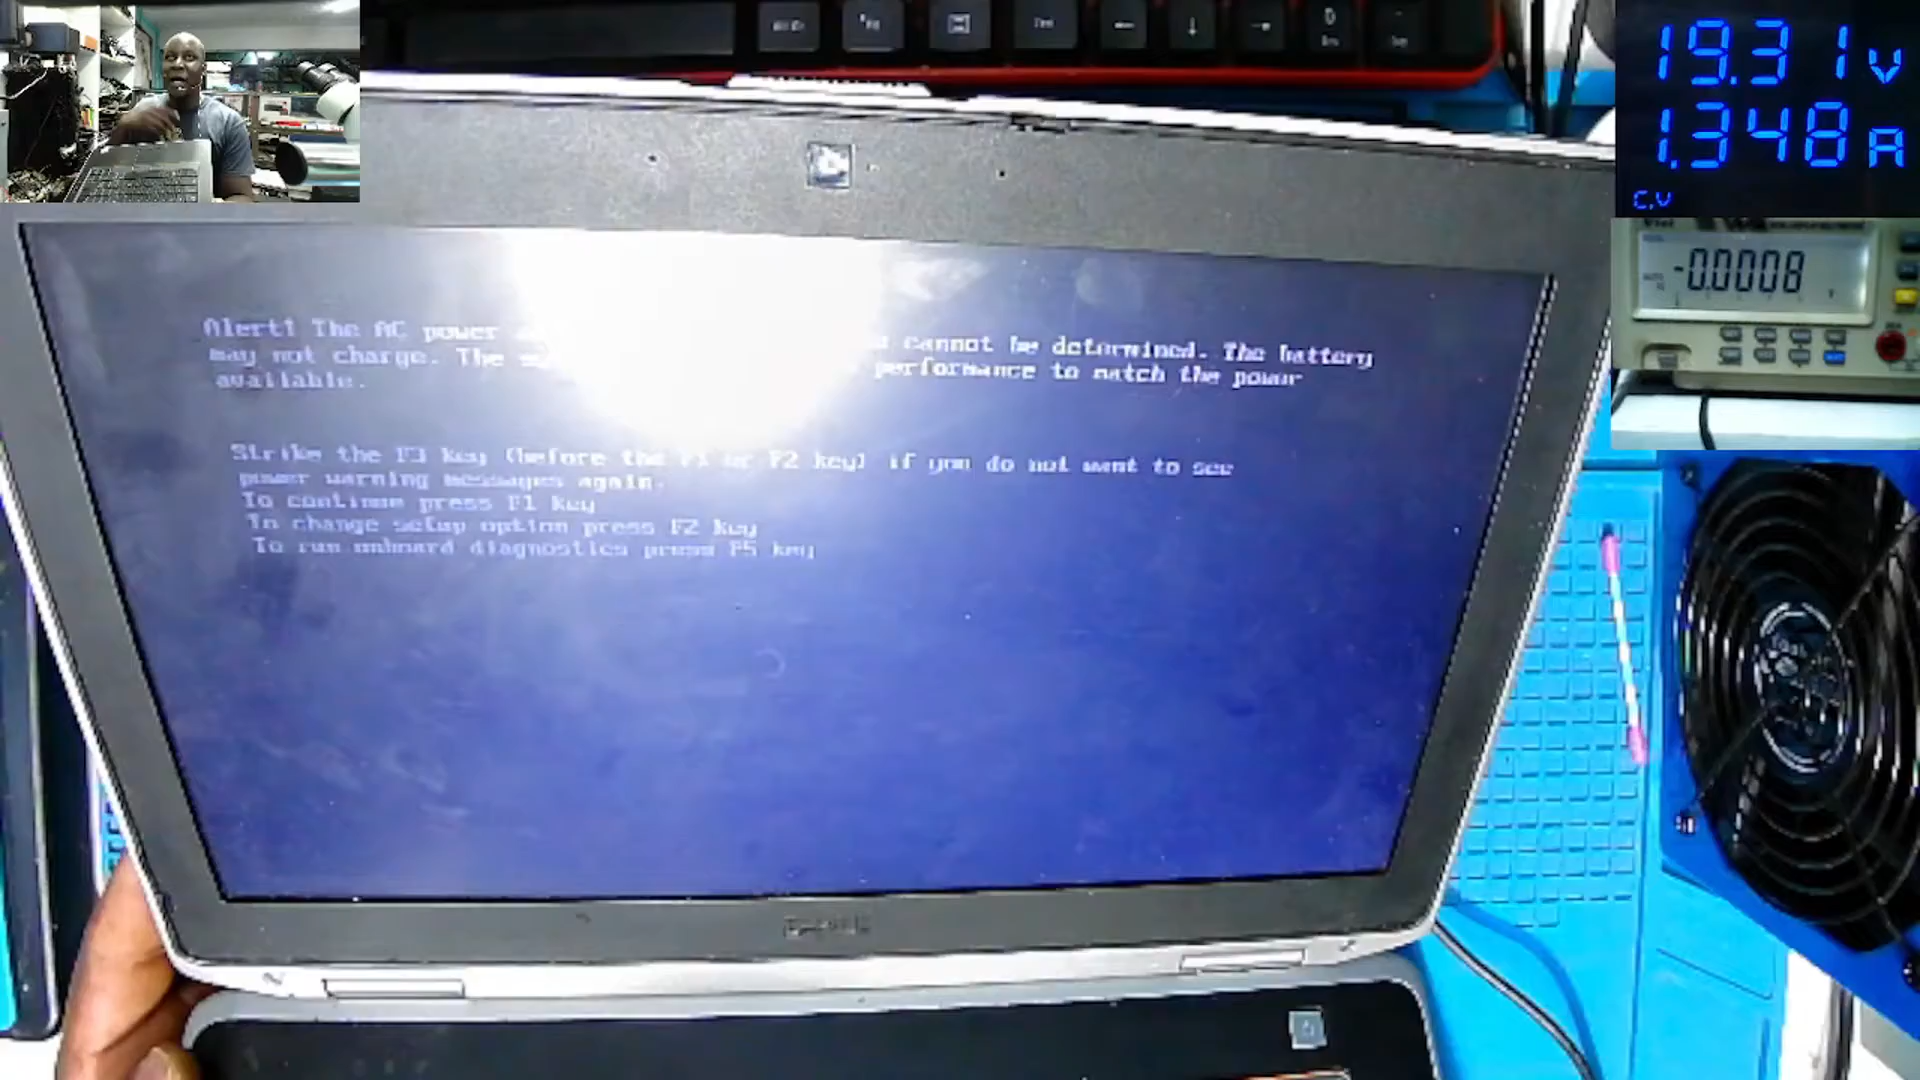 19.31 V
1.348 A
C.V
-0.0008
Alert! The AC power cannot be determined. The battery
may not charge. The performance to match the power
available.
Strike the F3 key (before the F1 or F2 key) if you do not want to see
power warning messages again.
To continue press F1 key
To change setup option press F2 key
To run onboard diagnostics press F5 key